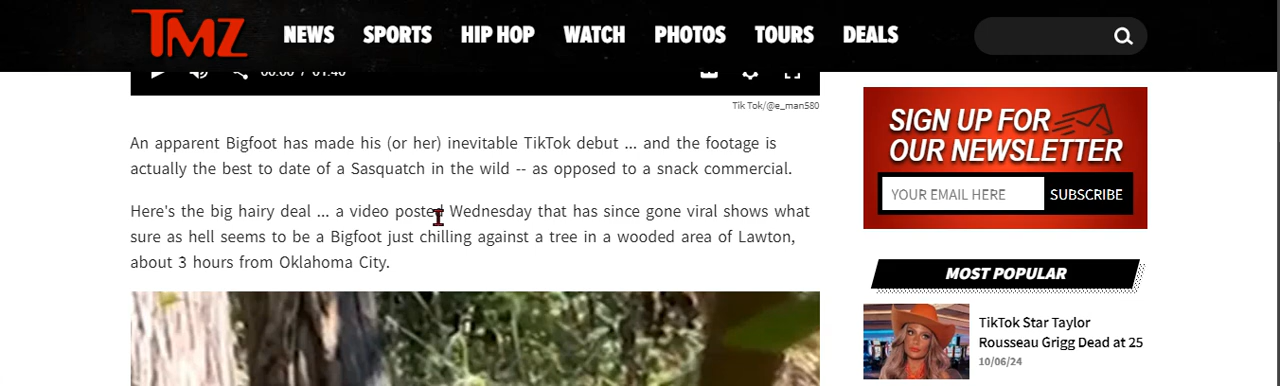 TMZ
NEWS SPORTS HIP HOP WATCH PHOTOS TOURS DEALS
00:00 / 01:46
Tik Tok/@e_man580
An apparent Bigfoot has made his (or her) inevitable TikTok debut ... and the footage is
actually the best to date of a Sasquatch in the wild -- as opposed to a snack commercial.
Here's the big hairy deal ... a video posted Wednesday that has since gone viral shows what
sure as hell seems to be a Bigfoot just chilling against a tree in a wooded area of Lawton,
about 3 hours from Oklahoma City.
SIGN UP FOR
OUR NEWSLETTER
YOUR EMAIL HERE SUBSCRIBE
MOST POPULAR
TikTok Star Taylor
Rousseau Grigg Dead at 25
10/06/24